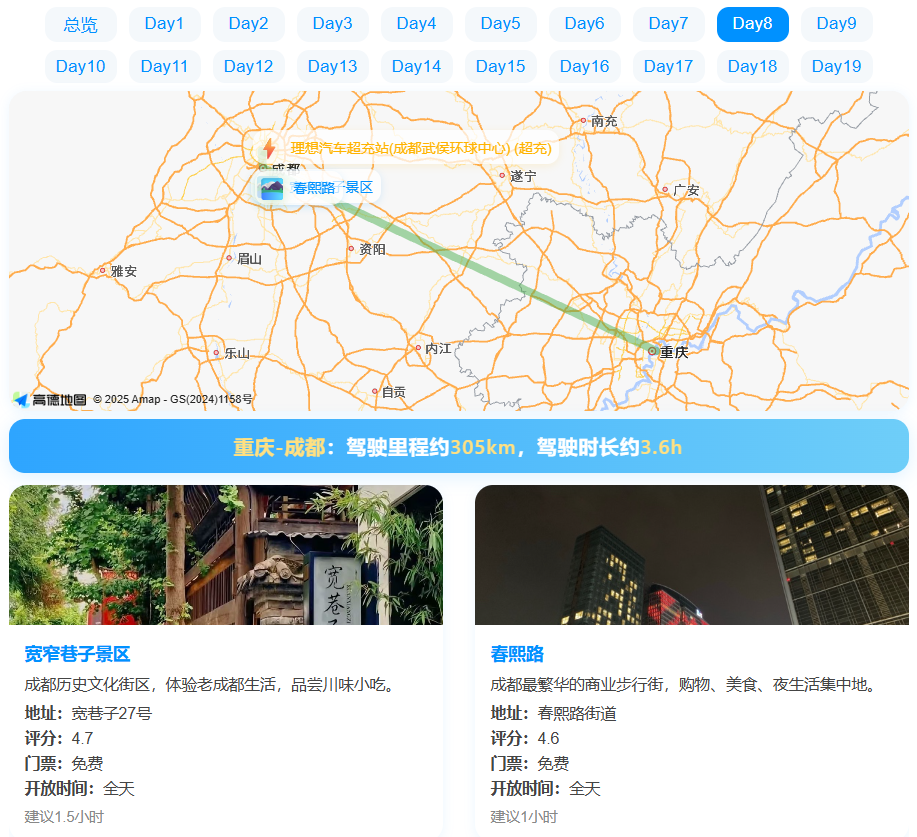 总览 Day1 Day2 Day3 Day4 Day5 Day6 Day7 Day8 Day9
Day10 Day11 Day12 Day13 Day14 Day15 Day16 Day17 Day18 Day19
南充
理想汽车超充站(成都武侯环球中心) (超充)
成都
遂宁
广安
春熙路
景区
资阳
眉山
雅安
乐山
内江
重庆
自贡
高德地图 © 2025 Amap - GS(2024)1158号
重庆-成都：驾驶里程约305km，驾驶时长约3.6h
宽巷子
宽窄巷子景区
成都历史文化街区，体验老成都生活，品尝川味小吃。
地址：宽巷子27号
评分：4.7
门票：免费
开放时间：全天
建议1.5小时
春熙路
成都最繁华的商业步行街，购物、美食、夜生活集中地。
地址：春熙路街道
评分：4.6
门票：免费
开放时间：全天
建议1小时